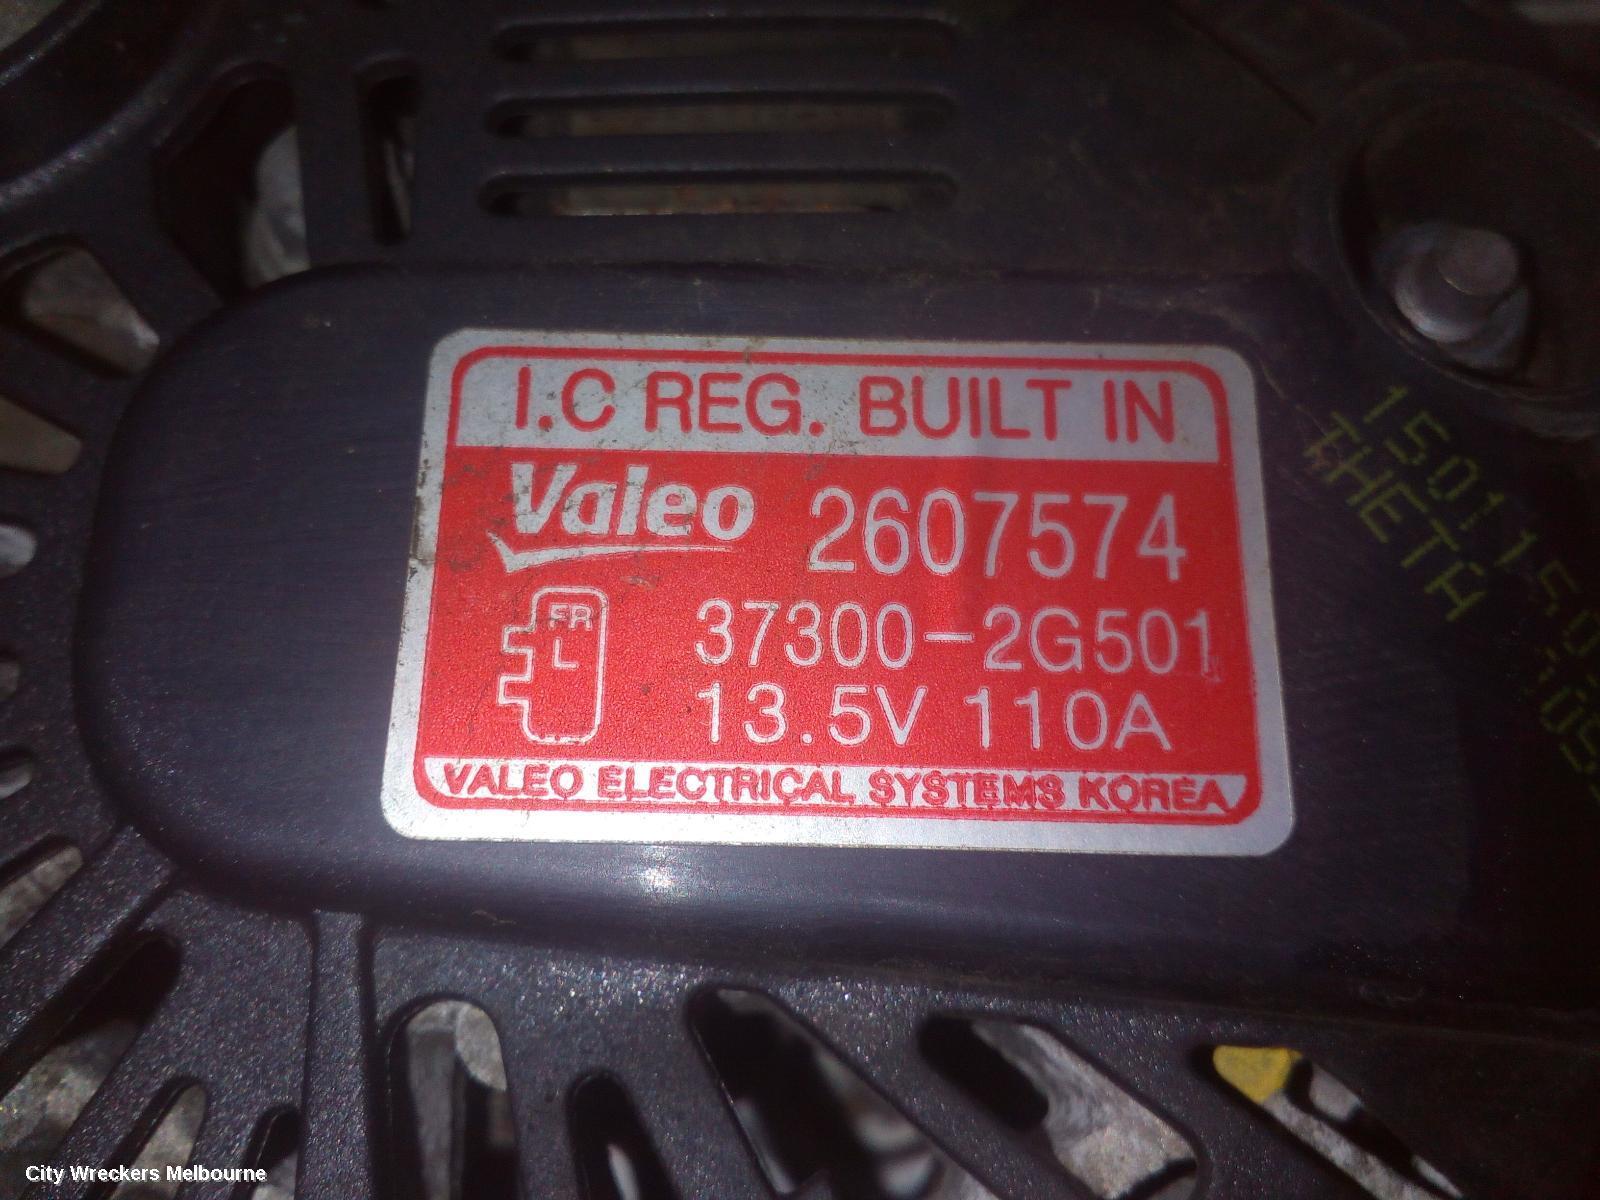 I.C REG. BUILT IN
Valeo 2607574
FR
L
37300-2G501
13.5V 110A
VALEO ELECTRICAL SYSTEMS KOREA
THETA
City Wreckers Melbourne